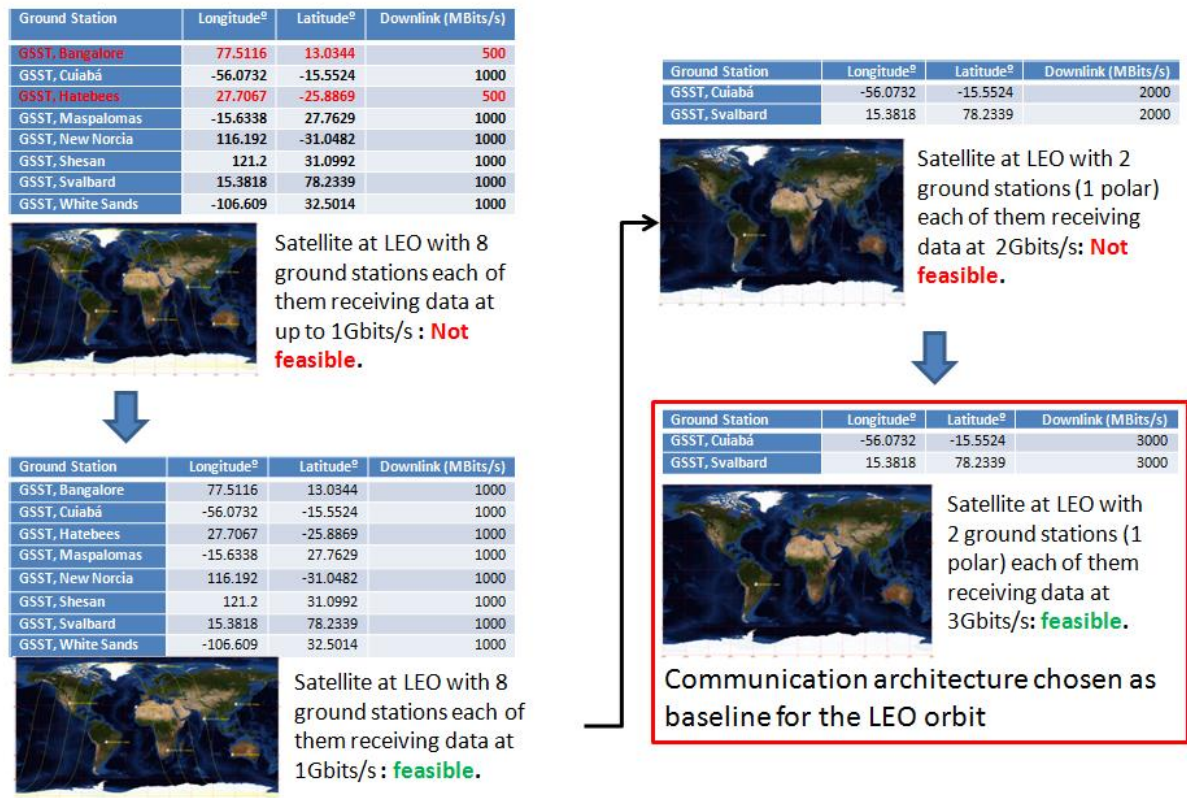 Ground Station Longitudeº Latitudeº Downlink (MBits/s)
GSST, Bangalore 77.5116 13.0344 500
GSST, Cuiabá -56.0732 -15.5524 1000
GSST, Hatebees 27.7067 -25.8869 500
GSST, Maspalomas -15.6338 27.7629 1000
GSST, New Norcia 116.192 -31.0482 1000
GSST, Shesan 121.2 31.0992 1000
GSST, Svalbard 15.3818 78.2339 1000
GSST, White Sands -106.609 32.5014 1000
Satellite at LEO with 8
ground stations each of
them receiving data at
up to 1Gbits/s : Not
feasible.
Ground Station Longitudeº Latitudeº Downlink (MBits/s)
GSST, Bangalore 77.5116 13.0344 1000
GSST, Cuiabá -56.0732 -15.5524 1000
GSST, Hatebees 27.7067 -25.8869 1000
GSST, Maspalomas -15.6338 27.7629 1000
GSST, New Norcia 116.192 -31.0482 1000
GSST, Shesan 121.2 31.0992 1000
GSST, Svalbard 15.3818 78.2339 1000
GSST, White Sands -106.609 32.5014 1000
Satellite at LEO with 8
ground stations each of
them receiving data at
1Gbits/s : feasible.
Ground Station Longitudeº Latitudeº Downlink (MBits/s)
GSST, Cuiabá -56.0732 -15.5524 2000
GSST, Svalbard 15.3818 78.2339 2000
Satellite at LEO with 2
ground stations (1 polar)
each of them receiving
data at 2Gbits/s: Not
feasible.
Ground Station Longitudeº Latitudeº Downlink (MBits/s)
GSST, Cuiabá -56.0732 -15.5524 3000
GSST, Svalbard 15.3818 78.2339 3000
Satellite at LEO with
2 ground stations (1
polar) each of them
receiving data at
3Gbits/s: feasible.
Communication architecture chosen as
baseline for the LEO orbit